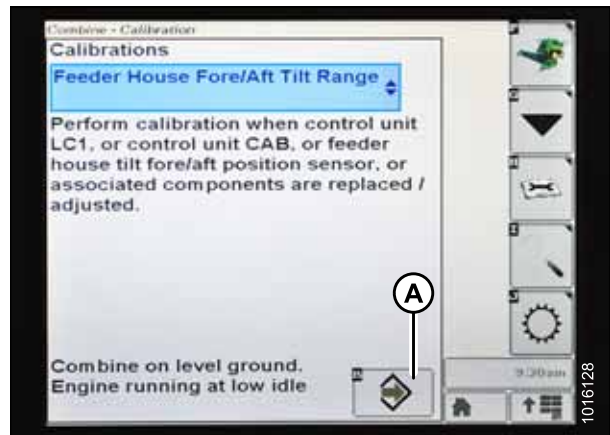 Combine - Calibration
Calibrations
Feeder House Fore/Aft Tilt Range
Perform calibration when control unit
LC1, or control unit CAB, or feeder
house tilt fore/aft position sensor, or
associated components are replaced /
adjusted.
A
Combine on level ground.
Engine running at low idle
9:30am
1016128